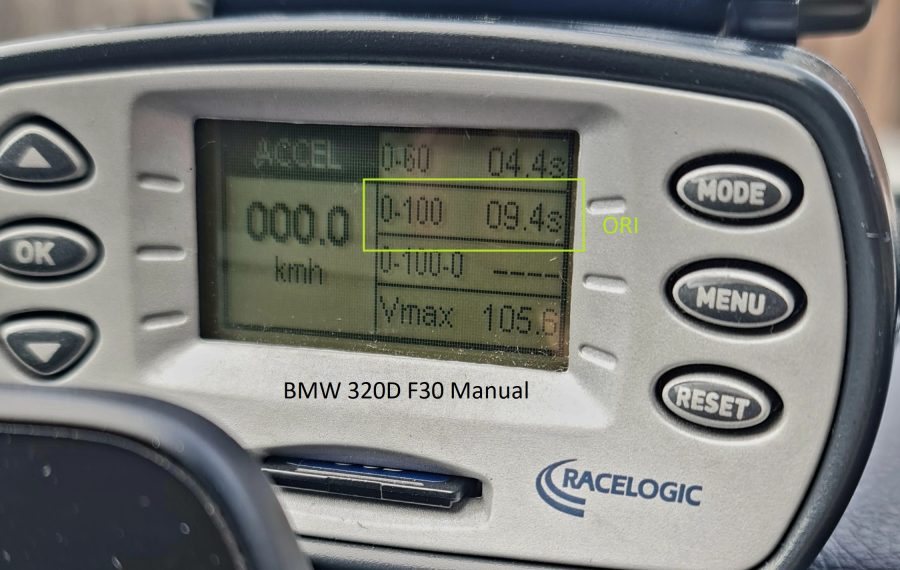 ACCEL
0-60 04.4s
000.0
kmh
0-100 09.4s
ORI
0-100-0 ----
Vmax 105.6
OK
MODE
MENU
RESET
BMW 320D F30 Manual
RACELOGIC